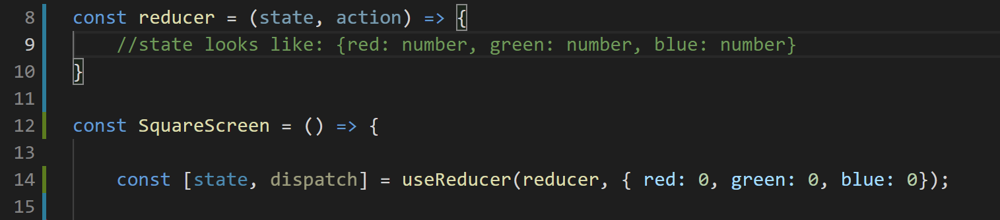 8 const reducer = (state, action) => {
9 //state looks like: {red: number, green: number, blue: number}
10 }
11
12 const SquareScreen = () => {
13
14 const [state, dispatch] = useReducer(reducer, { red: 0, green: 0, blue: 0});
15